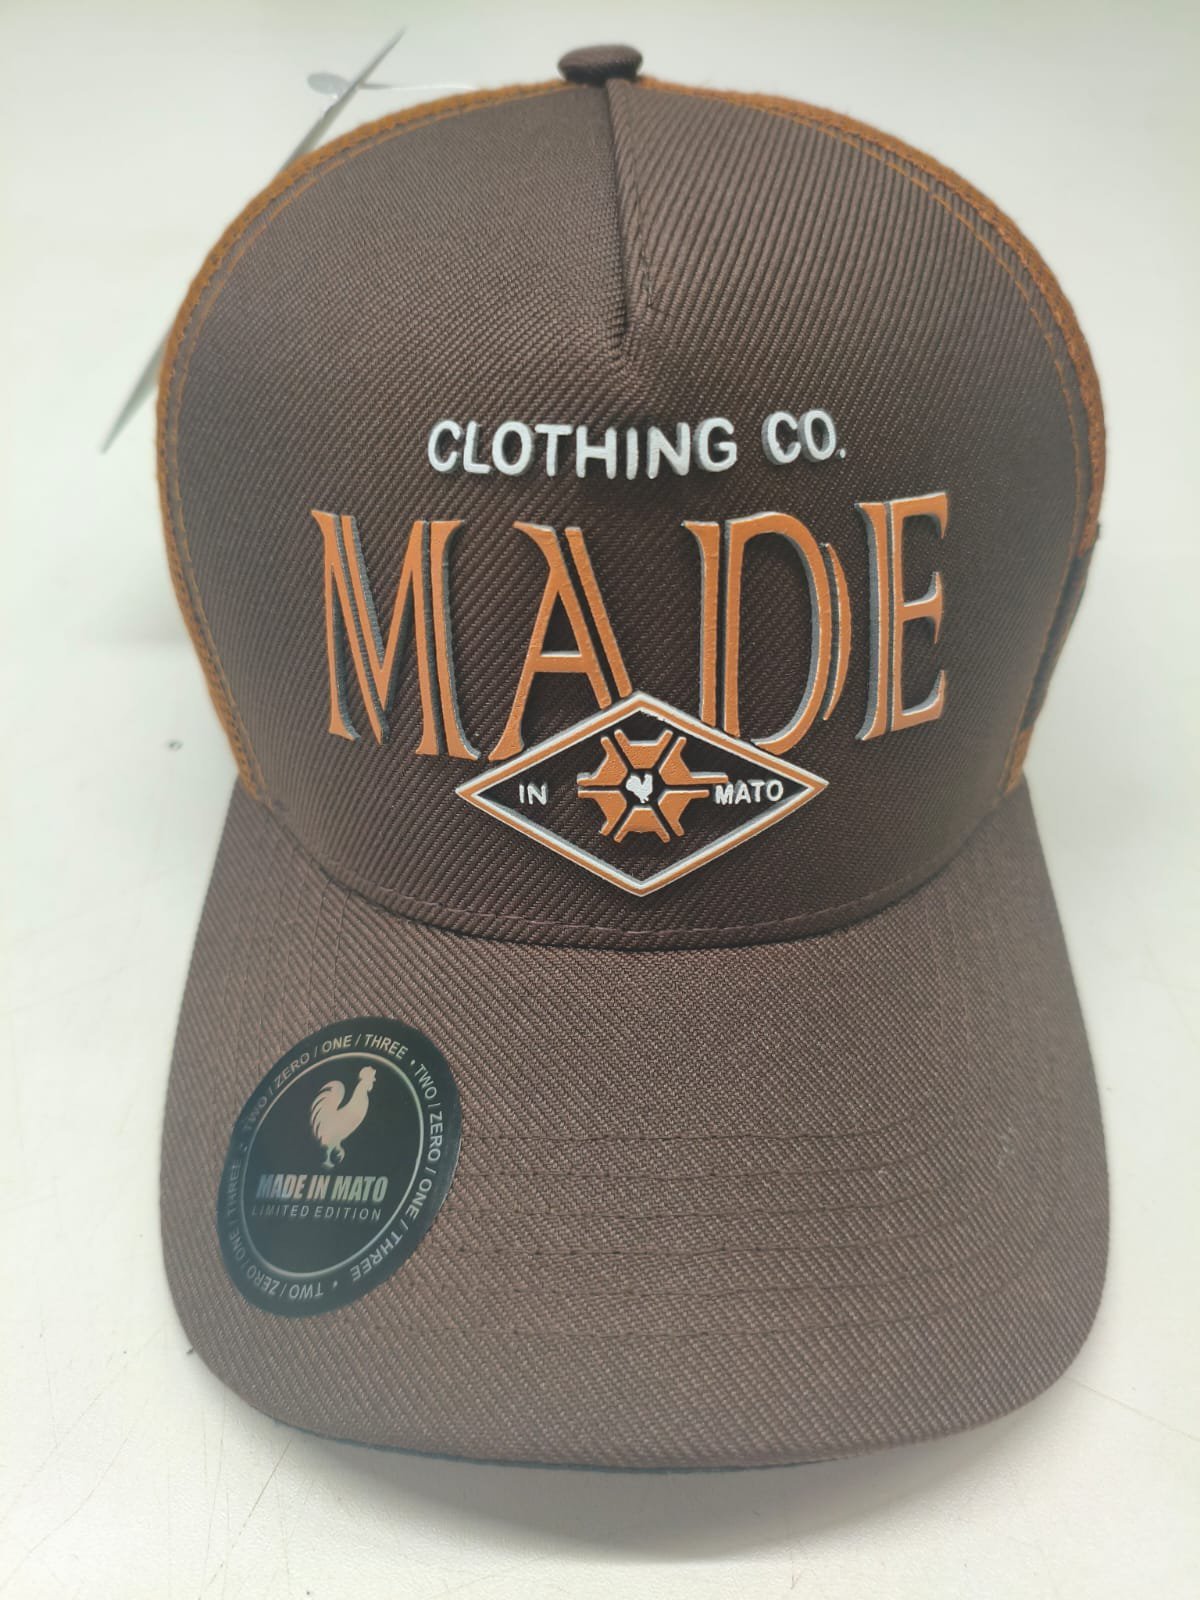 CLOTHING CO.
MADE
IN MATO
TWO / ZERO / ONE / THREE • TWO / ZERO / ONE / THREE • TWO / ZERO / ONE / THREE •
MADE IN MATO
LIMITED EDITION